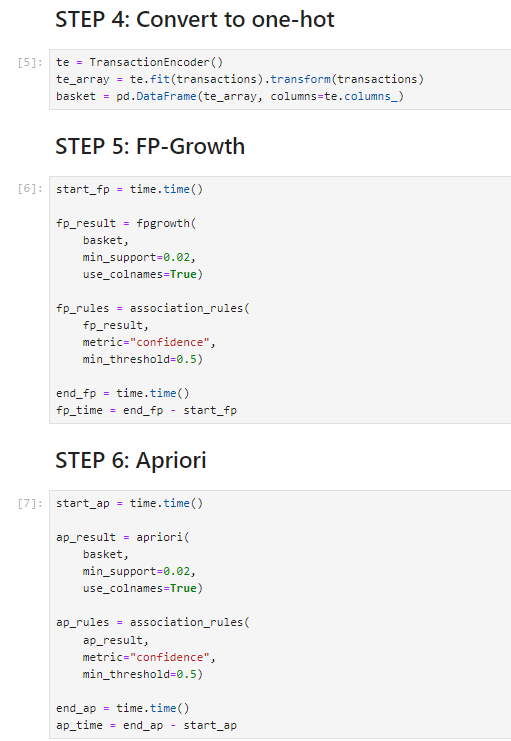 STEP 4: Convert to one-hot
[5]: te = TransactionEncoder()
te_array = te.fit(transactions).transform(transactions)
basket = pd.DataFrame(te_array, columns=te.columns_)
STEP 5: FP-Growth
[6]: start_fp = time.time()
fp_result = fpgrowth(
    basket,
    min_support=0.02,
    use_colnames=True)
fp_rules = association_rules(
    fp_result,
    metric="confidence",
    min_threshold=0.5)
end_fp = time.time()
fp_time = end_fp - start_fp
STEP 6: Apriori
[7]: start_ap = time.time()
ap_result = apriori(
    basket,
    min_support=0.02,
    use_colnames=True)
ap_rules = association_rules(
    ap_result,
    metric="confidence",
    min_threshold=0.5)
end_ap = time.time()
ap_time = end_ap - start_ap